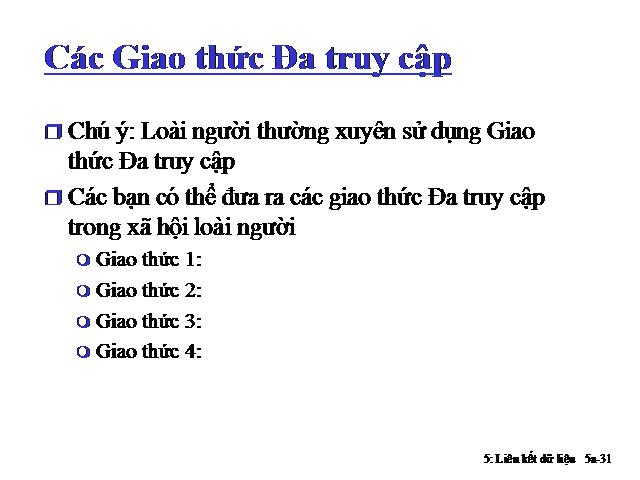 Các Giao thức Đa truy cập
Chú ý: Loài người thường xuyên sử dụng Giao
thức Đa truy cập
Các bạn có thể đưa ra các giao thức Đa truy cập
trong xã hội loài người
Giao thức 1:
Giao thức 2:
Giao thức 3:
Giao thức 4:
5: Liên kết dữ liệu 5a-31